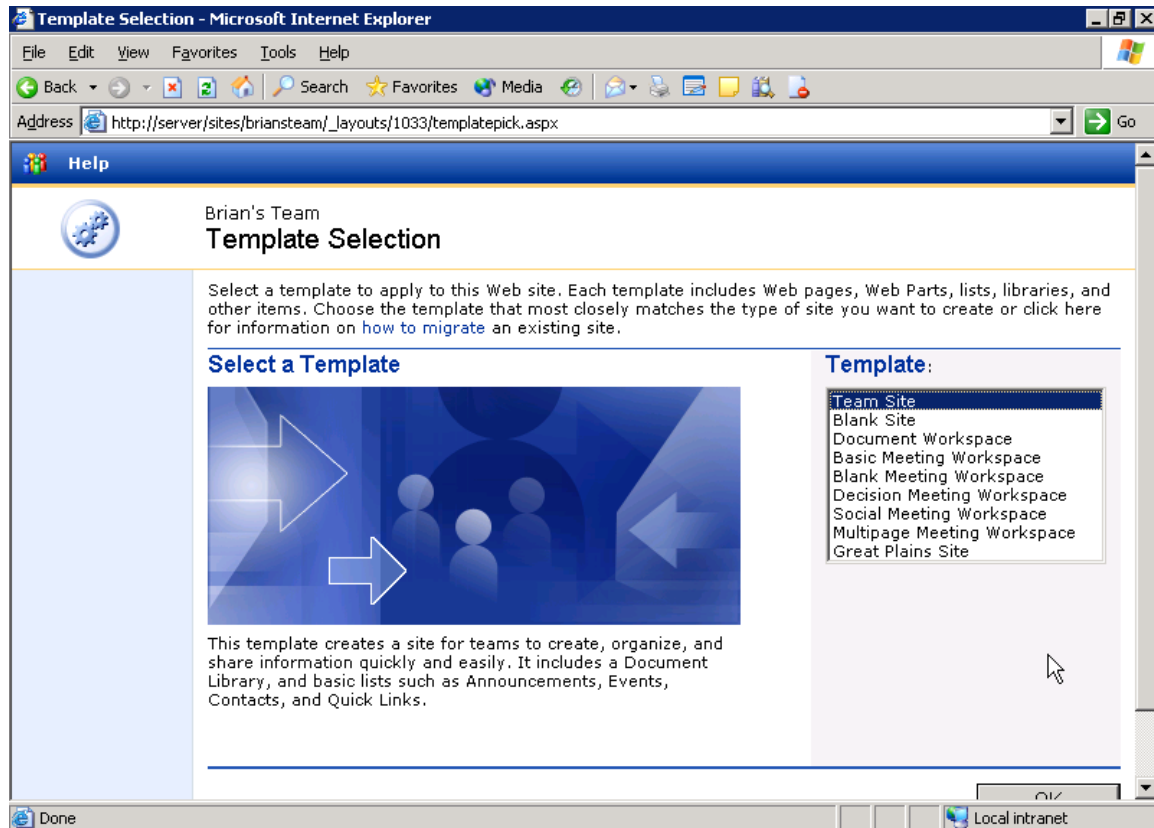 Template Selection - Microsoft Internet Explorer
File Edit View Favorites Tools Help
Back Search Favorites Media
Address http://server/sites/briansteam/_layouts/1033/templatepick.aspx Go
Help
Brian's Team
Template Selection
Select a template to apply to this Web site. Each template includes Web pages, Web Parts, lists, libraries, and
other items. Choose the template that most closely matches the type of site you want to create or click here
for information on how to migrate an existing site.
Select a Template
Template:
Team Site
Blank Site
Document Workspace
Basic Meeting Workspace
Blank Meeting Workspace
Decision Meeting Workspace
Social Meeting Workspace
Multipage Meeting Workspace
Great Plains Site
This template creates a site for teams to create, organize, and
share information quickly and easily. It includes a Document
Library, and basic lists such as Announcements, Events,
Contacts, and Quick Links.
OK
Done Local intranet